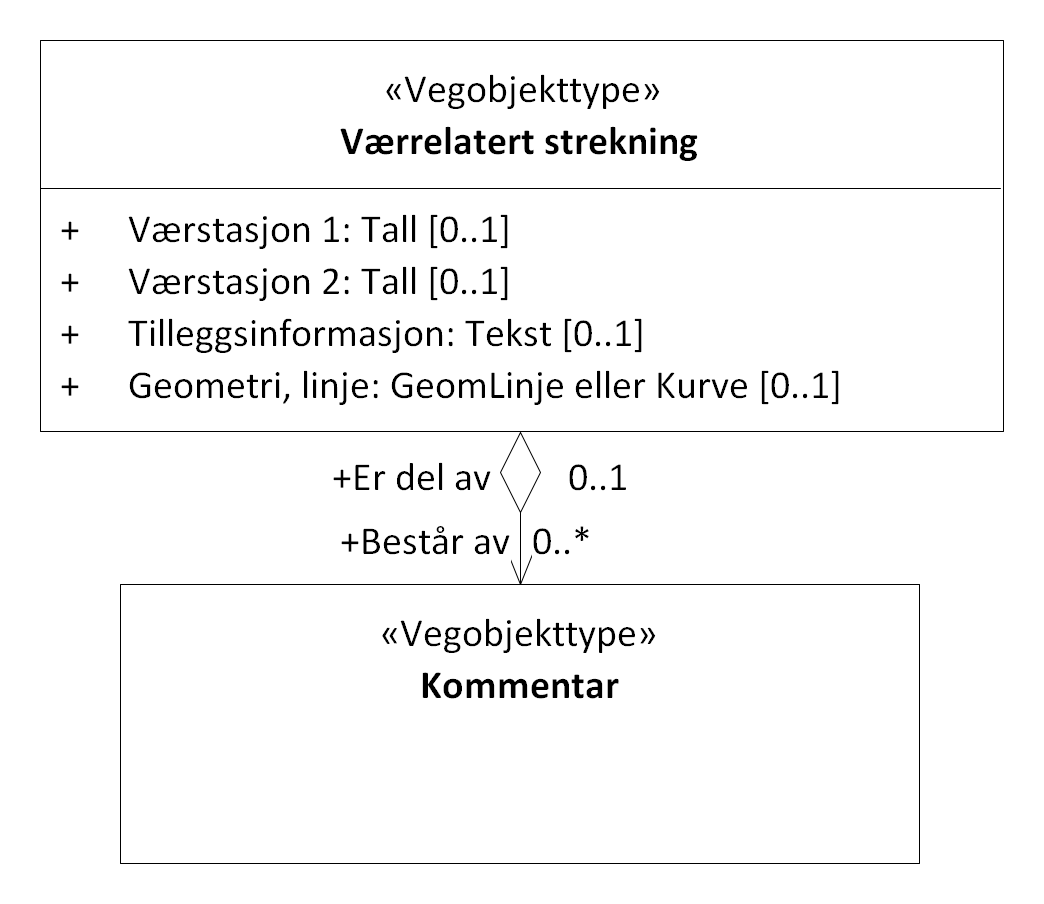 «Vegobjekttype»
Værrelatert strekning
+ Værstasjon 1: Tall [0..1]
+ Værstasjon 2: Tall [0..1]
+ Tilleggsinformasjon: Tekst [0..1]
+ Geometri, linje: GeomLinje eller Kurve [0..1]
+Er del av 0..1
+Består av 0..*
«Vegobjekttype»
Kommentar